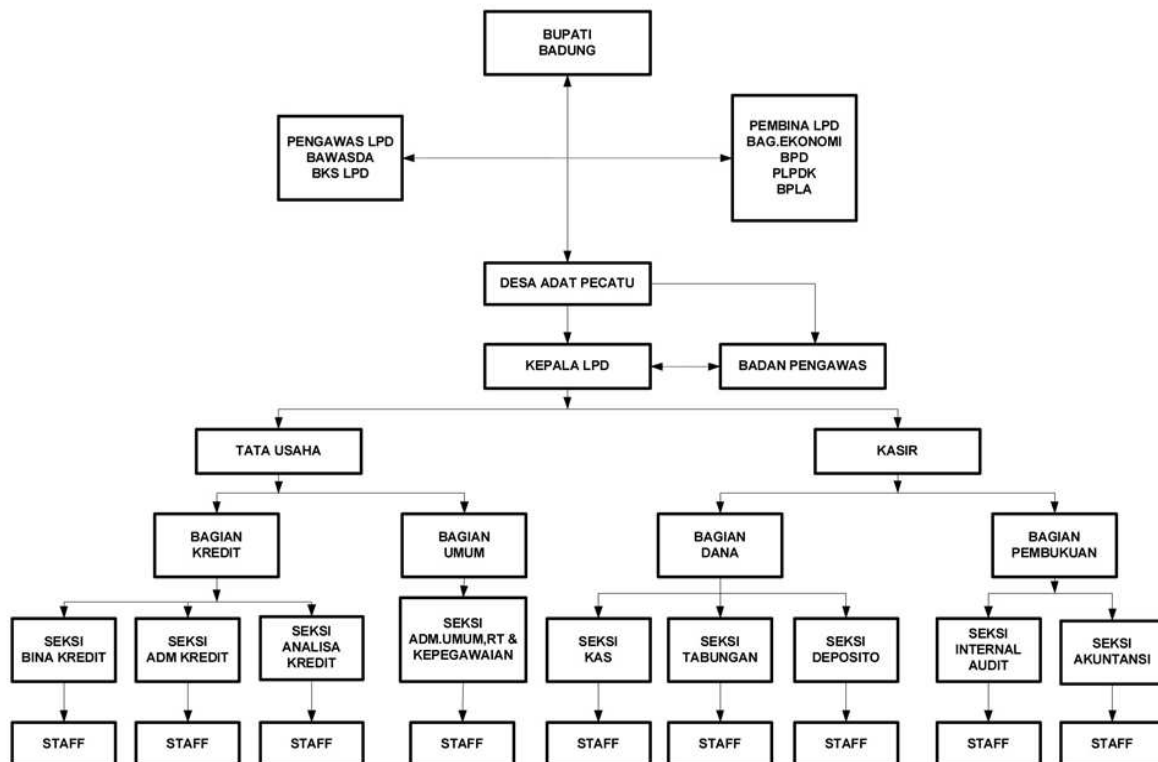 BUPATI
BADUNG
PENGAWAS LPD
BAWASDA
BKS LPD
PEMBINA LPD
BAG.EKONOMI
BPD
PLPDK
BPLA
DESA ADAT PECATU
KEPALA LPD
BADAN PENGAWAS
TATA USAHA
KASIR
BAGIAN
KREDIT
BAGIAN
UMUM
BAGIAN
DANA
BAGIAN
PEMBUKUAN
SEKSI
BINA KREDIT
SEKSI
ADM KREDIT
SEKSI
ANALISA
KREDIT
SEKSI
ADM.UMUM,RT &
KEPEGAWAIAN
SEKSI
KAS
SEKSI
TABUNGAN
SEKSI
DEPOSITO
SEKSI
INTERNAL
AUDIT
SEKSI
AKUNTANSI
STAFF
STAFF
STAFF
STAFF
STAFF
STAFF
STAFF
STAFF
STAFF